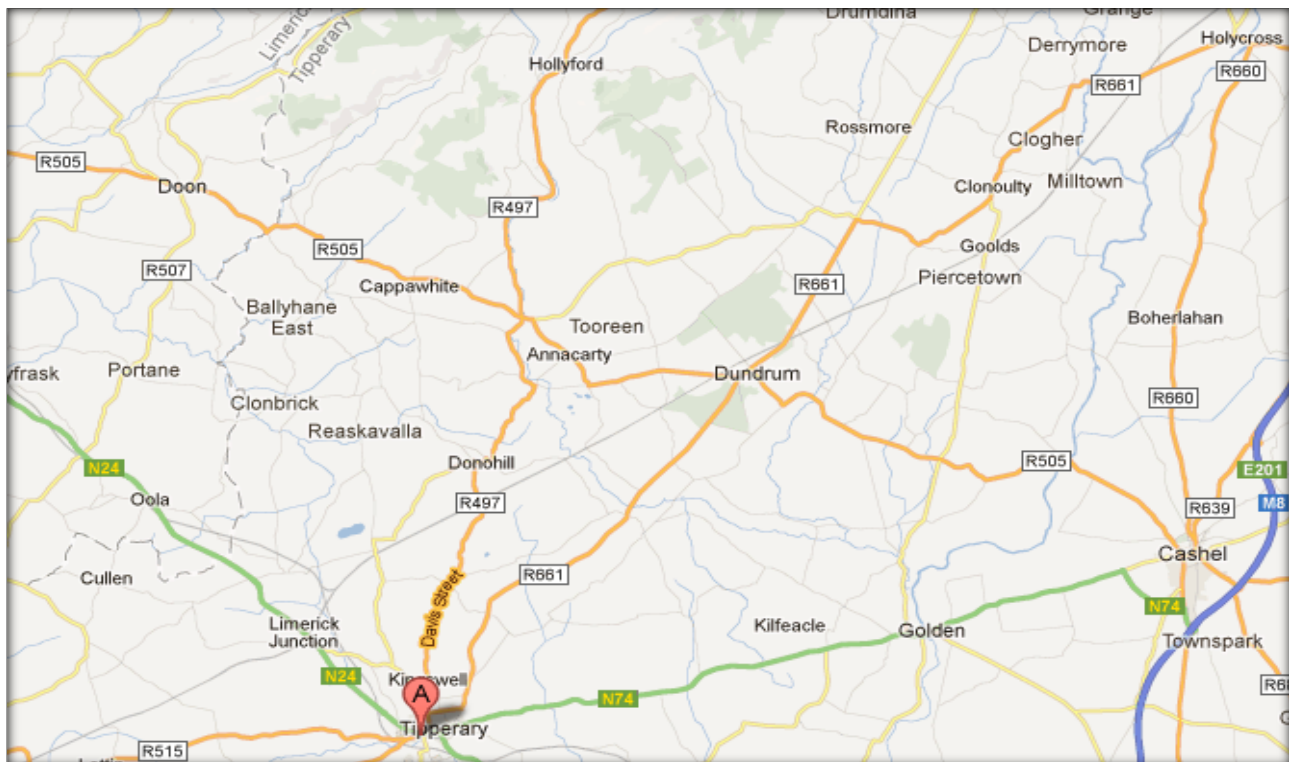 Drumdina
Grange
Limerick
Tipperary
Derrymore
Holycross
Hollyford
R660
R661
Rossmore
Clogher
R505
Doon
Clonoulty
Milltown
R497
R505
Goolds
R507
Cappawhite
R661
Piercetown
Ballyhane
East
Tooreen
Boherlahan
Annacarty
Portane
Dundrum
R660
Clonbrick
Reaskavalla
Donohill
R505
N24
E201
Oola
R497
R639
M8
Cashel
R661
Cullen
Davis Street
N74
Limerick
Junction
Kilfeacle
Golden
Townspark
N24
A
N74
Tipperary
R515